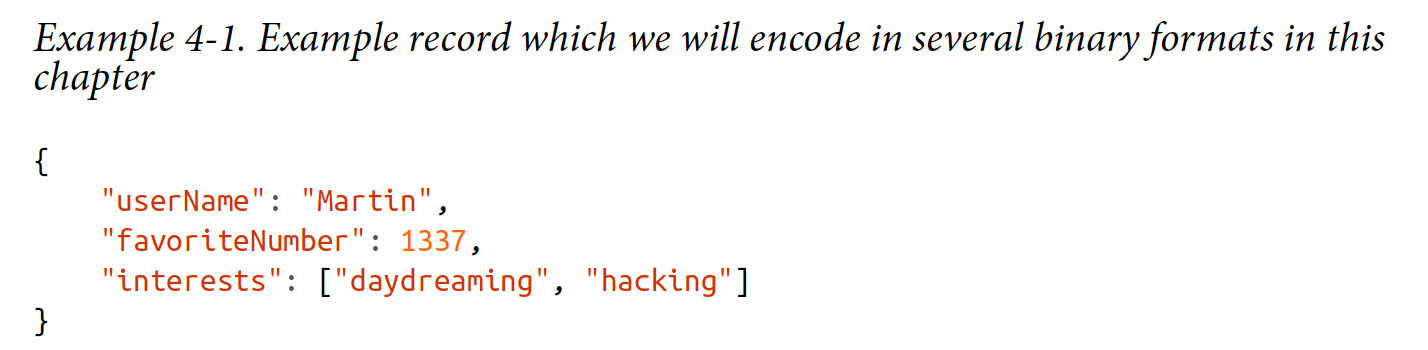 Example 4-1. Example record which we will encode in several binary formats in this
chapter
{
    "userName": "Martin",
    "favoriteNumber": 1337,
    "interests": ["daydreaming", "hacking"]
}